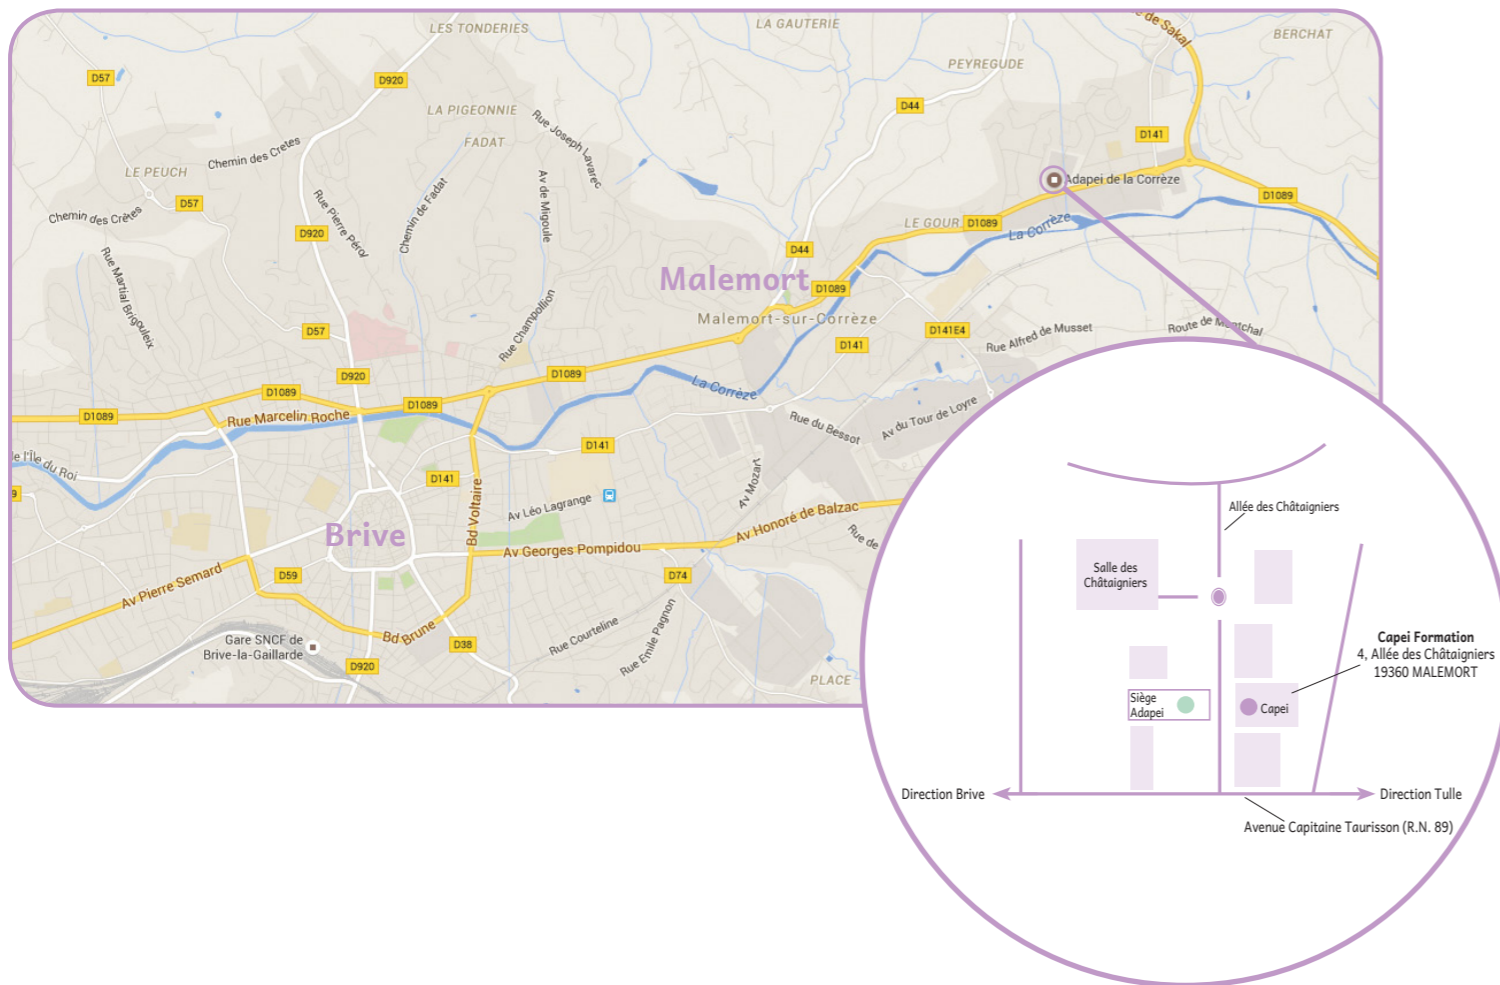 LES TONDERIES
LA GAUTERIE
de Sakal
BERCHAT
D57
D920
PEYREGUDE
LA PIGEONNIE
D44
Rue Joseph Lavarec
FADAT
D141
Chemin des Cretes
LE PEUCH
Adapei de la Corrèze
Av de Migoule
Chemin des Crêtes
D57
Rue Pierre Pérol
Chemin de Fadat
D1089
LE GOUR
D1089
La Corrèze
D920
D44
Rue Martial Brigouleix
Malemort
D1089
Malemort-sur-Corrèze
Rue Champollion
D57
D141
D141E4
Rue Alfred de Musset
Route de Montchal
D920
D1089
D1089
D1089
D1089
La Corrèze
Rue Marcelin Roche
Rue du Bessot
Av du Tour de Loyre
de l'Île du Roi
D141
D141
9
Av Mozart
Bd Voltaire
Av Léo Lagrange
Av Honoré de Balzac
Brive
Rue de
Av Georges Pompidou
Av Pierre Semard
D59
D74
Bd Brune
Rue Courteline
Rue Emile Pagnon
Gare SNCF de
Brive-la-Gaillarde
D38
D920
PLACE
Allée des Châtaigniers
Salle des
Châtaigniers
Capei Formation
4, Allée des Châtaigniers
19360 MALEMORT
Siège
Adapei
Capei
Direction Brive
Direction Tulle
Avenue Capitaine Taurisson (R.N. 89)